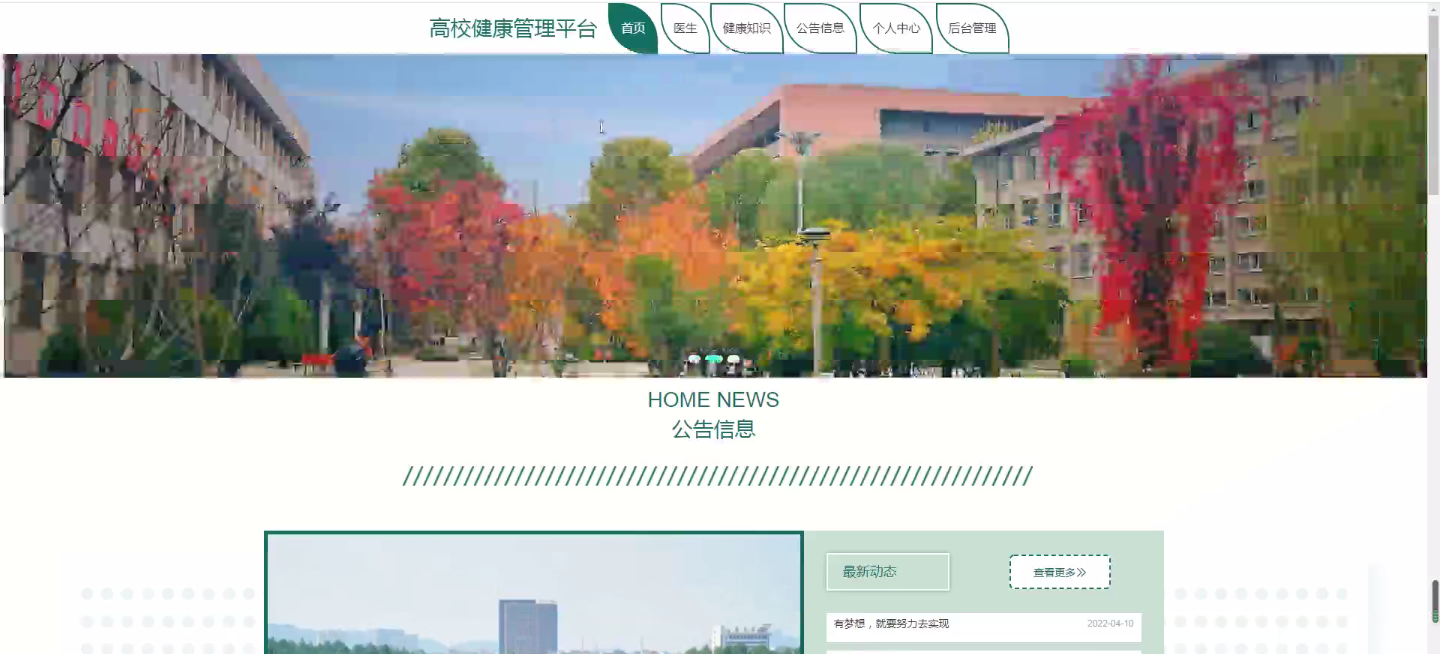 高校健康管理平台 首页 医生 健康知识 公告信息 个人中心 后台管理
HOME NEWS
公告信息
最新动态 查看更多
有梦想，就要努力去实现 2022-04-10